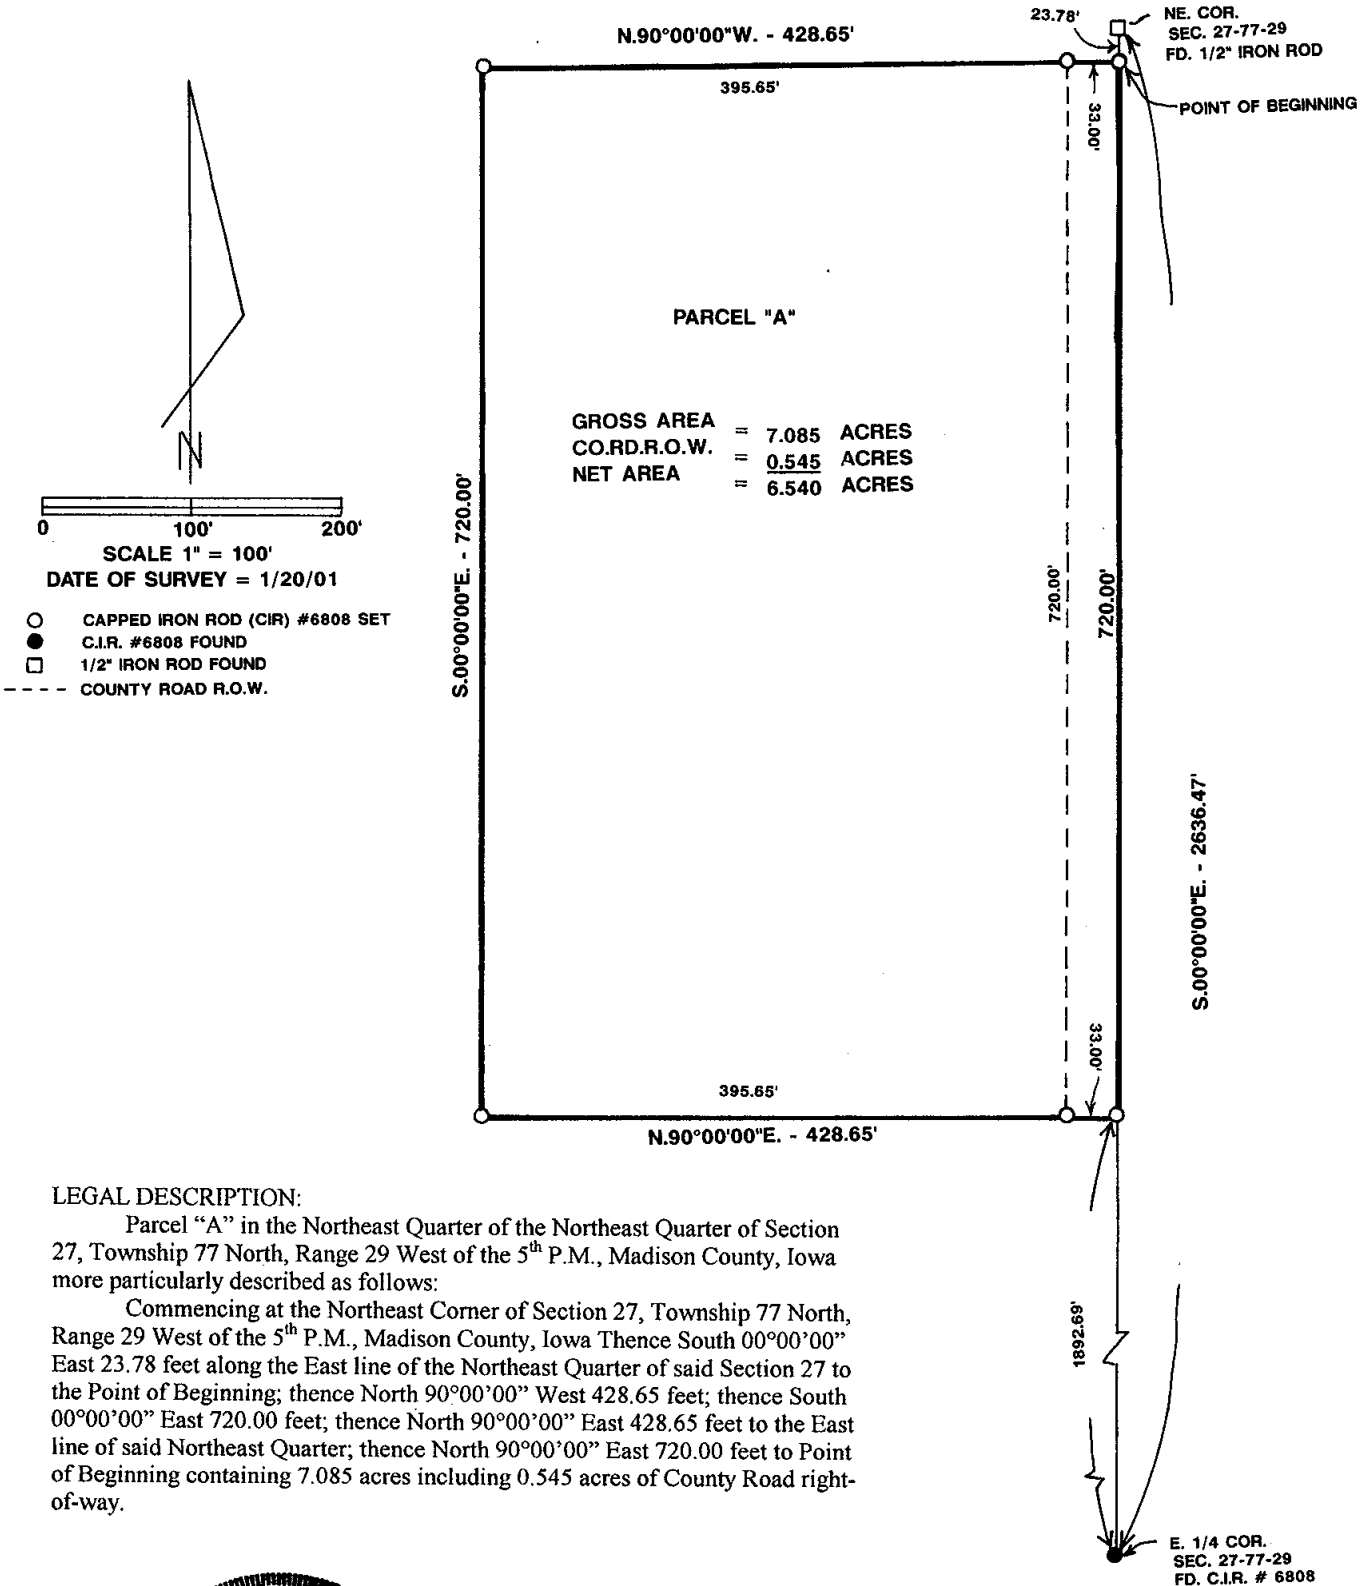 N.90°00'00"W. - 428.65'
23.78'
NE. COR.
SEC. 27-77-29
FD. 1/2" IRON ROD
395.65'
33.00'
POINT OF BEGINNING
PARCEL "A"
GROSS AREA = 7.085 ACRES
CO.RD.R.O.W. = 0.545 ACRES
NET AREA = 6.540 ACRES
N
0 100' 200'
SCALE 1" = 100'
DATE OF SURVEY = 1/20/01
CAPPED IRON ROD (CIR) #6808 SET
C.I.R. #6808 FOUND
1/2" IRON ROD FOUND
---- COUNTY ROAD R.O.W.
S.00°00'00"E. - 720.00'
720.00'
720.00'
S.00°00'00"E. - 2636.47'
33.00'
395.65'
N.90°00'00"E. - 428.65'
LEGAL DESCRIPTION:
Parcel “A” in the Northeast Quarter of the Northeast Quarter of Section
27, Township 77 North, Range 29 West of the 5th P.M., Madison County, Iowa
more particularly described as follows:
Commencing at the Northeast Corner of Section 27, Township 77 North,
Range 29 West of the 5th P.M., Madison County, Iowa Thence South 00°00’00”
East 23.78 feet along the East line of the Northeast Quarter of said Section 27 to
the Point of Beginning; thence North 90°00’00” West 428.65 feet; thence South
00°00’00” East 720.00 feet; thence North 90°00’00” East 428.65 feet to the East
line of said Northeast Quarter; thence North 90°00’00” East 720.00 feet to Point
of Beginning containing 7.085 acres including 0.545 acres of County Road right-
of-way.
1892.69'
E. 1/4 COR.
SEC. 27-77-29
FD. C.I.R. # 6808